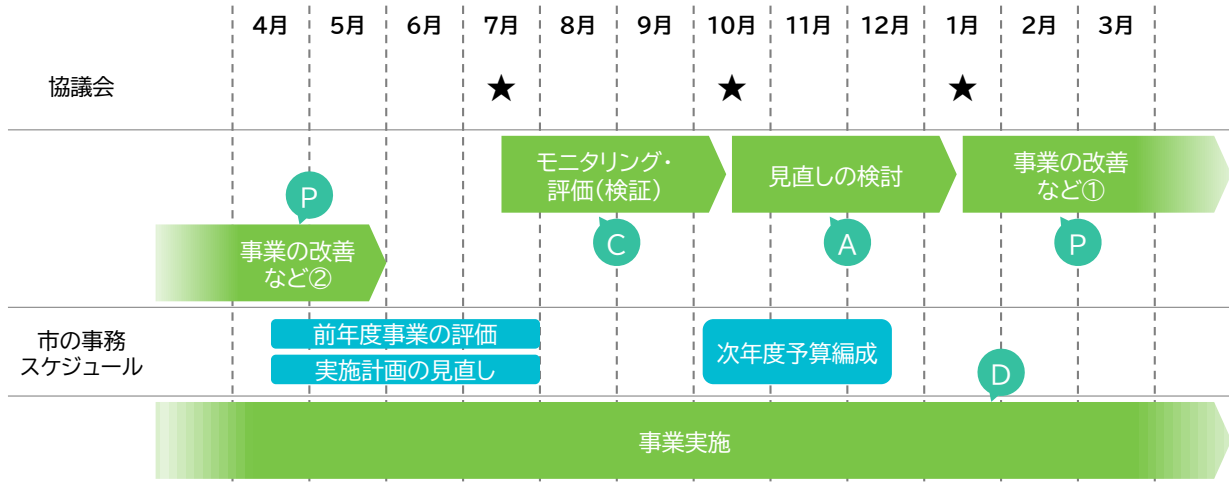 4月 5月 6月 7月 8月 9月 10月 11月 12月 1月 2月 3月
協議会
★ ★ ★
モニタリング・
評価(検証)
見直しの検討
事業の改善
など①
P
C
A
P
事業の改善
など②
市の事務
スケジュール
前年度事業の評価
実施計画の見直し
次年度予算編成
D
事業実施